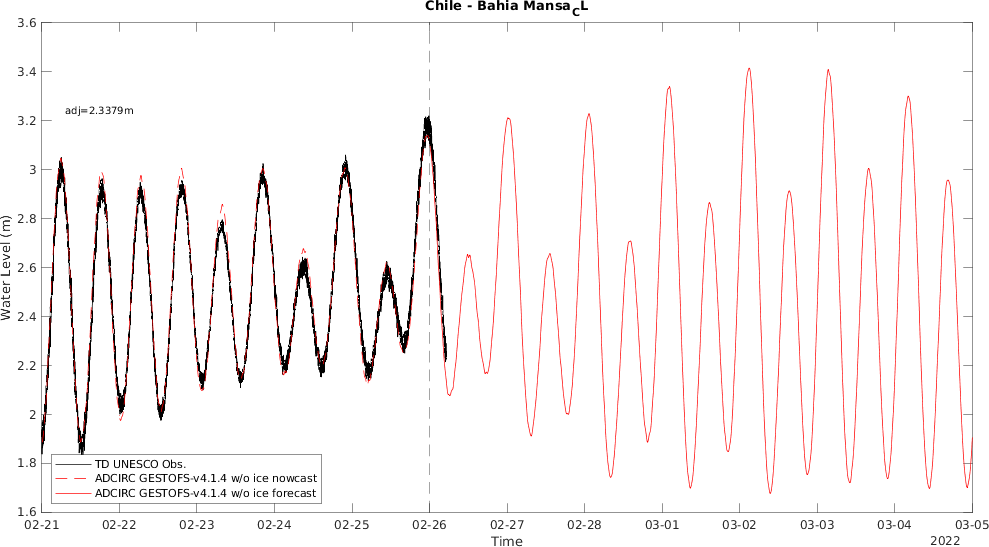 Chile - Bahia Mansa_CL
3.6
3.4
3.2
3
2.8
2.6
2.4
2.2
2
1.8
1.6
Water Level (m)
adj=2.3379m
TD UNESCO Obs.
ADCIRC GESTOFS-v4.1.4 w/o ice nowcast
ADCIRC GESTOFS-v4.1.4 w/o ice forecast
02-21 02-22 02-23 02-24 02-25 02-26 02-27 02-28 03-01 03-02 03-03 03-04 03-05
Time
2022